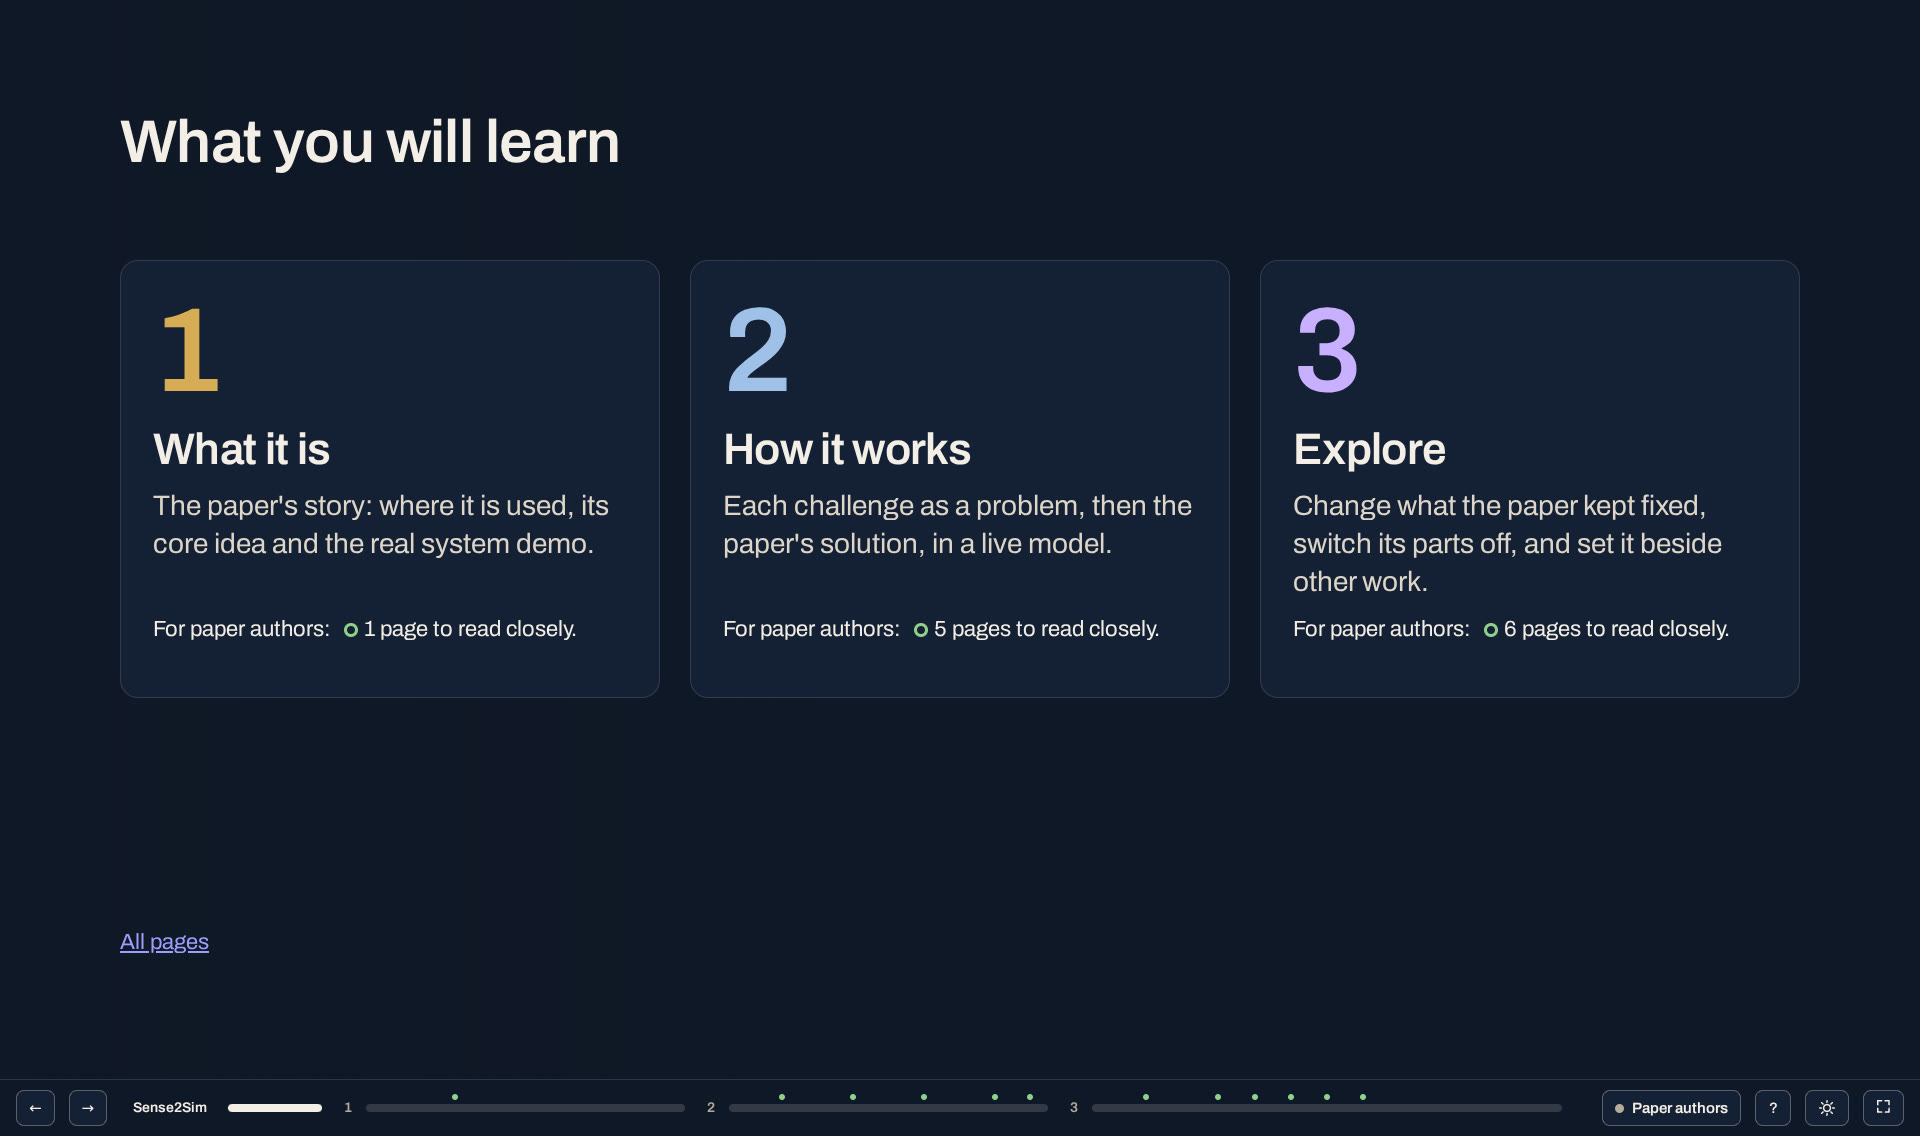 What you will learn
1
What it is
The paper's story: where it is used, its
core idea and the real system demo.
For paper authors: 1 page to read closely.
2
How it works
Each challenge as a problem, then the
paper's solution, in a live model.
For paper authors: 5 pages to read closely.
3
Explore
Change what the paper kept fixed,
switch its parts off, and set it beside
other work.
For paper authors: 6 pages to read closely.
All pages
← → Sense2Sim 1 2 3 Paper authors ?